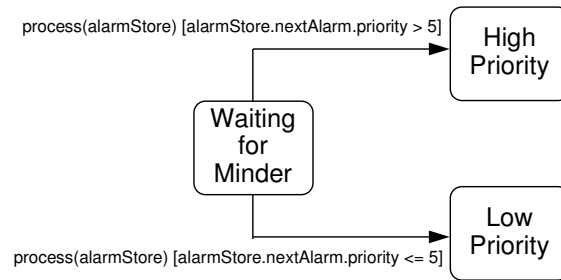 process(alarmStore) [alarmStore.nextAlarm.priority > 5]
High
Priority
Waiting
for
Minder
Low
Priority
process(alarmStore) [alarmStore.nextAlarm.priority <= 5]